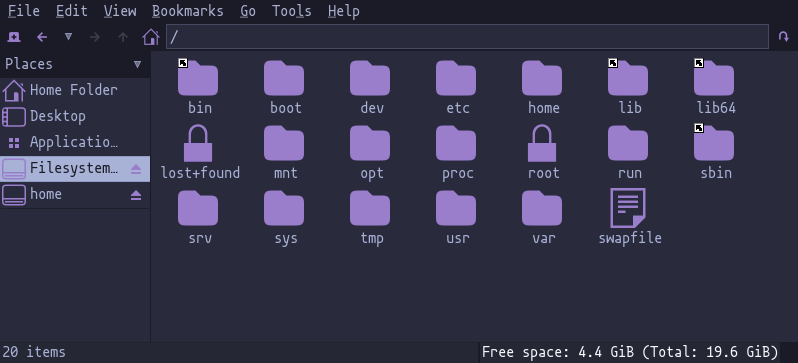 File Edit View Bookmarks Go Tools Help
/
Places
Home Folder
Desktop
Applicatio…
Filesystem…
home
bin boot dev etc home lib lib64
lost+found mnt opt proc root run sbin
srv sys tmp usr var swapfile
20 items
Free space: 4.4 GiB (Total: 19.6 GiB)